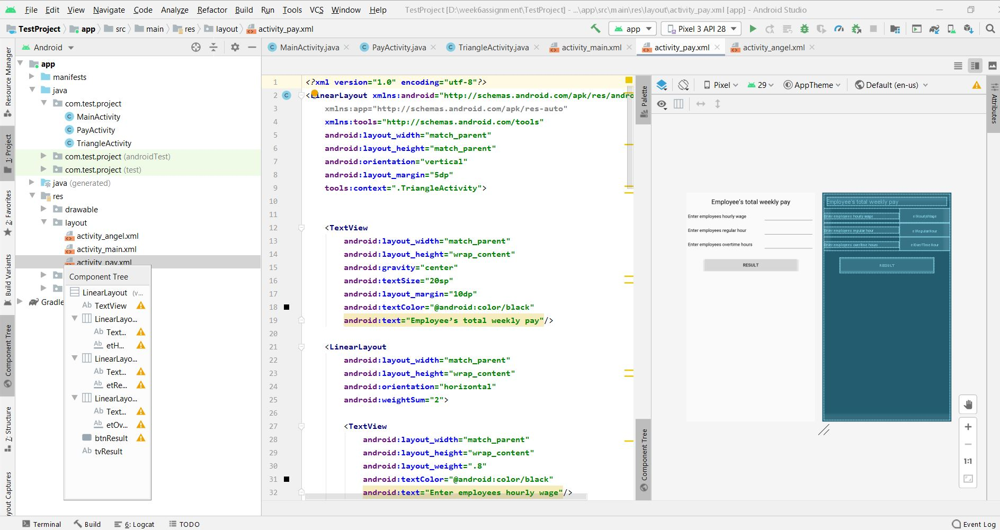 File Edit View Navigate Code Analyze Refactor Build Run Tools VCS Window Help TestProject [D:\week6assignment\TestProject] - ...\app\src\main\res\layout\activity_pay.xml [app] - Android Studio
TestProject app src main res layout activity_pay.xml app Pixel 3 API 28
Android MainActivity.java PayActivity.java TriangleActivity.java activity_main.xml activity_pay.xml activity_angel.xml
Resource Manager
1: Project
2: Favorites
Build Variants
Component Tree
7: Structure
yout Captures
app
manifests
java
com.test.project
MainActivity
PayActivity
TriangleActivity
com.test.project (androidTest)
com.test.project (test)
java (generated)
res
drawable
layout
activity_angel.xml
activity_main.xml
activity_pay.xml
Gradle
Component Tree
LinearLayout (v...
Ab TextView
LinearLayo...
Ab Text...
Ab etH...
LinearLayo...
Ab Text...
Ab etRe...
LinearLayo...
Ab Text...
Ab etOv...
btnResult
Ab tvResult
1 <?xml version="1.0" encoding="utf-8"?>
2 <LinearLayout xmlns:android="http://schemas.android.com/apk/res/andro
3 xmlns:app="http://schemas.android.com/apk/res-auto"
4 xmlns:tools="http://schemas.android.com/tools"
5 android:layout_width="match_parent"
6 android:layout_height="match_parent"
7 android:orientation="vertical"
8 android:layout_margin="5dp"
9 tools:context=".TriangleActivity">
10
11
12 <TextView
13 android:layout_width="match_parent"
14 android:layout_height="wrap_content"
15 android:gravity="center"
16 android:textSize="20sp"
17 android:layout_margin="10dp"
18 android:textColor="@android:color/black"
19 android:text="Employee’s total weekly pay"/>
20
21 <LinearLayout
22 android:layout_width="match_parent"
23 android:layout_height="wrap_content"
24 android:orientation="horizontal"
25 android:weightSum="2">
26
27 <TextView
28 android:layout_width="match_parent"
29 android:layout_height="wrap_content"
30 android:layout_weight=".8"
31 android:textColor="@android:color/black"
32 android:text="Enter employees hourly wage"/>
Palette
Component Tree
Pixel 29 AppTheme Default (en-us)
Attributes
Employee’s total weekly pay
Enter employees hourly wage
Enter employees regular hour
Enter employees overtime hours
RESULT
Employee’s total weekly pay
Enter employees hourly wage etHourlyWage
Enter employees regular hour etRegularHour
Enter employees overtime hours etOverTimeHour
RESULT
1:1
Terminal Build 6: Logcat TODO Event Log